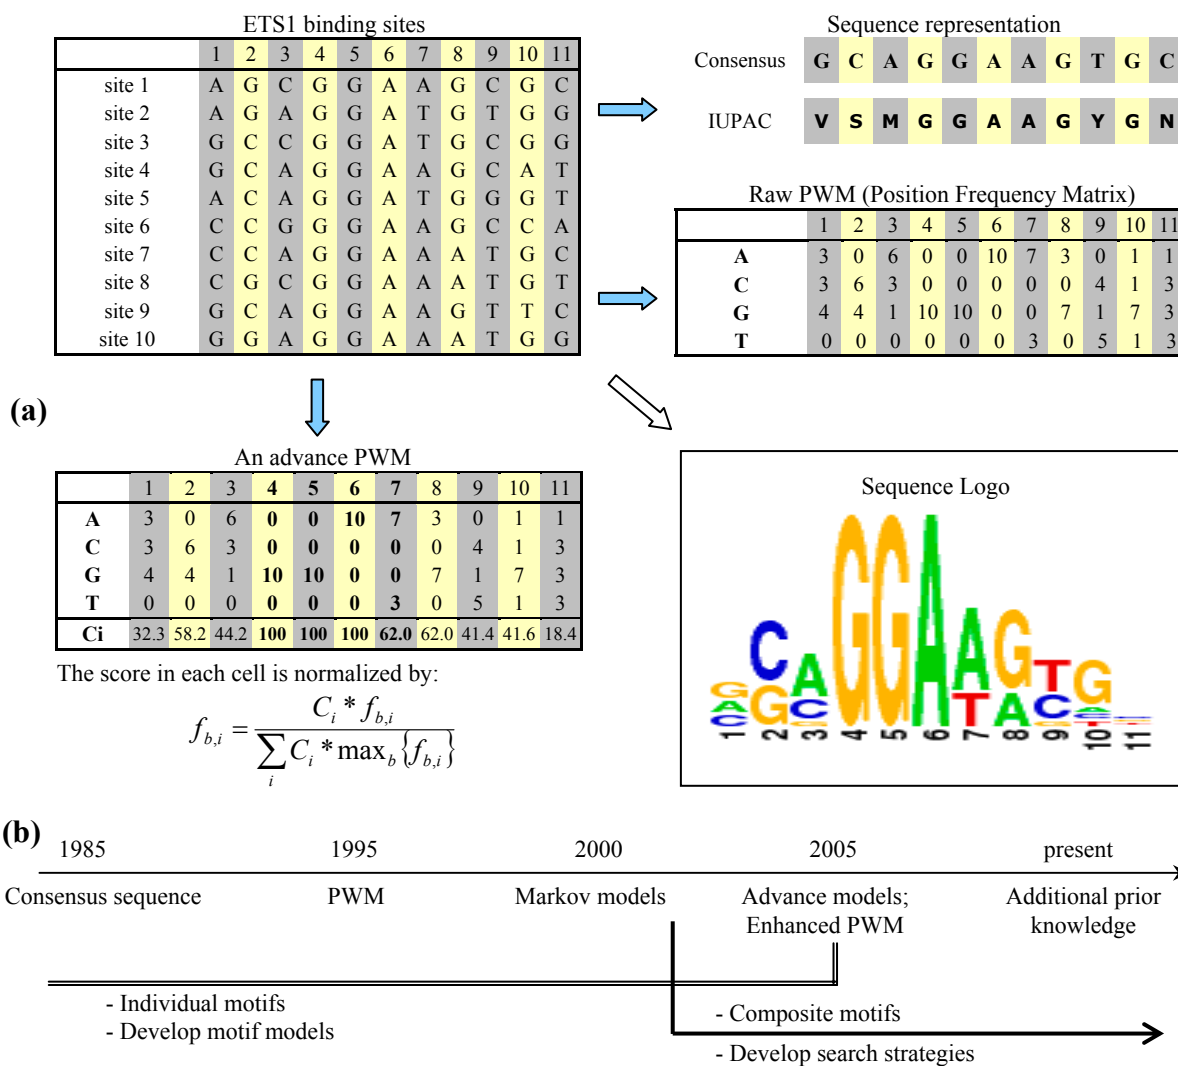 ETS1 binding sites
1 2 3 4 5 6 7 8 9 10 11
site 1 A G C G G A A G C G C
site 2 A G A G G A T G T G G
site 3 G C C G G A T G C G G
site 4 G C A G G A A G C A T
site 5 A C A G G A T G G G T
site 6 C C G G G A A G C C A
site 7 C C A G G A A A T G C
site 8 C G C G G A A A T G T
site 9 G C A G G A A G T T C
site 10 G G A G G A A A T G G
Sequence representation
Consensus G C A G G A A G T G C
IUPAC V S M G G A A G Y G N
Raw PWM (Position Frequency Matrix)
1 2 3 4 5 6 7 8 9 10 11
A 3 0 6 0 0 10 7 3 0 1 1
C 3 6 3 0 0 0 0 0 4 1 3
G 4 4 1 10 10 0 0 7 1 7 3
T 0 0 0 0 0 0 3 0 5 1 3
(a)
An advance PWM
1 2 3 4 5 6 7 8 9 10 11
A 3 0 6 0 0 10 7 3 0 1 1
C 3 6 3 0 0 0 0 0 4 1 3
G 4 4 1 10 10 0 0 7 1 7 3
T 0 0 0 0 0 0 3 0 5 1 3
Ci 32.3 58.2 44.2 100 100 100 62.0 62.0 41.4 41.6 18.4
The score in each cell is normalized by:
f_{b,i} = \frac{C_i * f_{b,i}}{\sum_i C_i * max_b {f_{b,i}}}
Sequence Logo
G C A G G A A G T G
A G C T A C
C G
1 2 3 4 5 6 7 8 9 10 11
(b)
1985 1995 2000 2005 present
Consensus sequence PWM Markov models Advance models; Additional prior
Enhanced PWM knowledge
- Individual motifs
- Develop motif models
- Composite motifs
- Develop search strategies